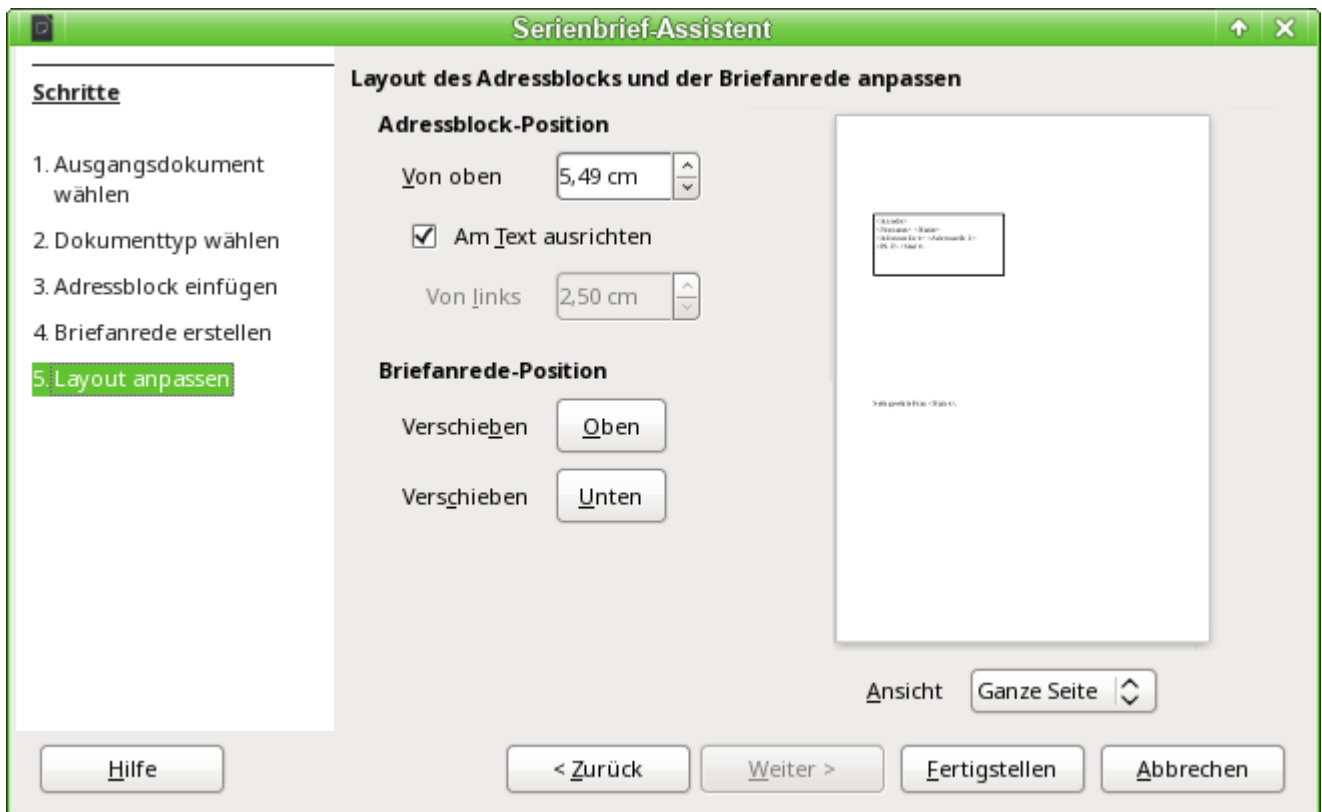 Serienbrief-Assistent
Schritte
1. Ausgangsdokument
wählen
2. Dokumenttyp wählen
3. Adressblock einfügen
4. Briefanrede erstellen
5. Layout anpassen
Layout des Adressblocks und der Briefanrede anpassen
Adressblock-Position
Von oben 5,49 cm
Am Text ausrichten
Von links 2,50 cm
Briefanrede-Position
Verschieben Oben
Verschieben Unten
Ansicht Ganze Seite
Hilfe < Zurück Weiter > Fertigstellen Abbrechen